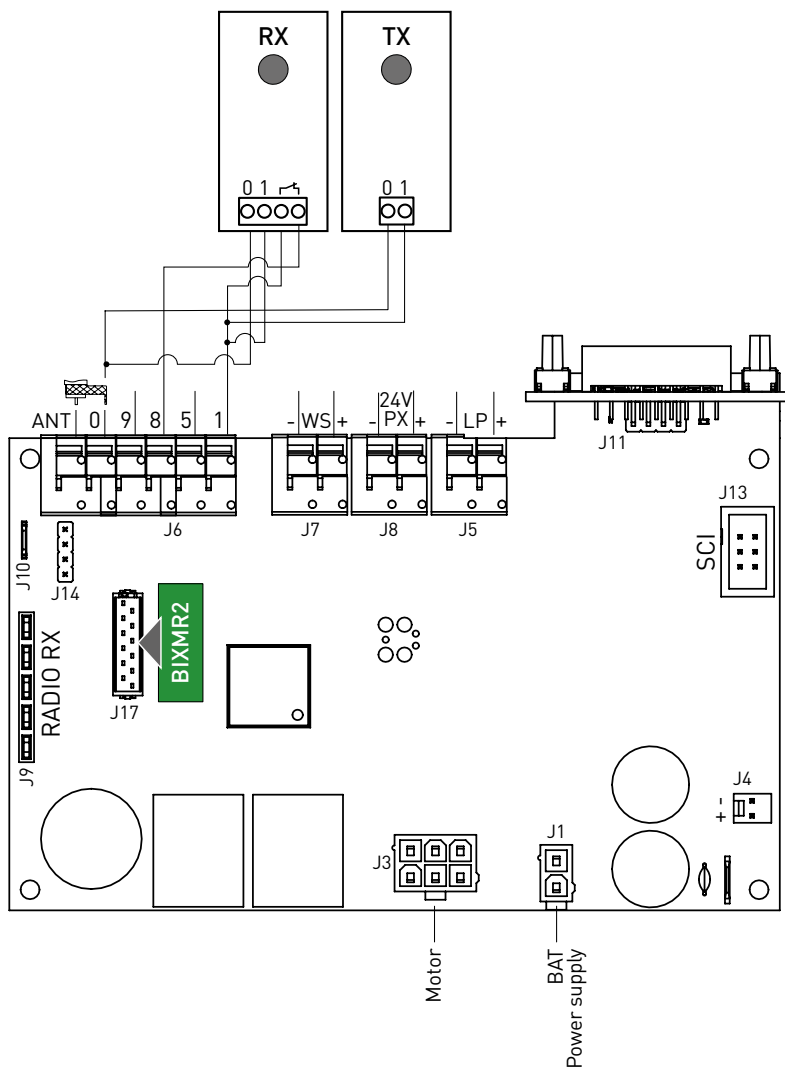 RX
TX
0 1
0 1
ANT 0 9 8 5 1
- WS +
24V
- PX +
- LP +
J6
J7
J8
J5
J11
J13
SCI
J10
J14
J17
BIXMR2
RADIO RX
J9
J4
+ -
J3
J1
Motor
BAT
Power supply